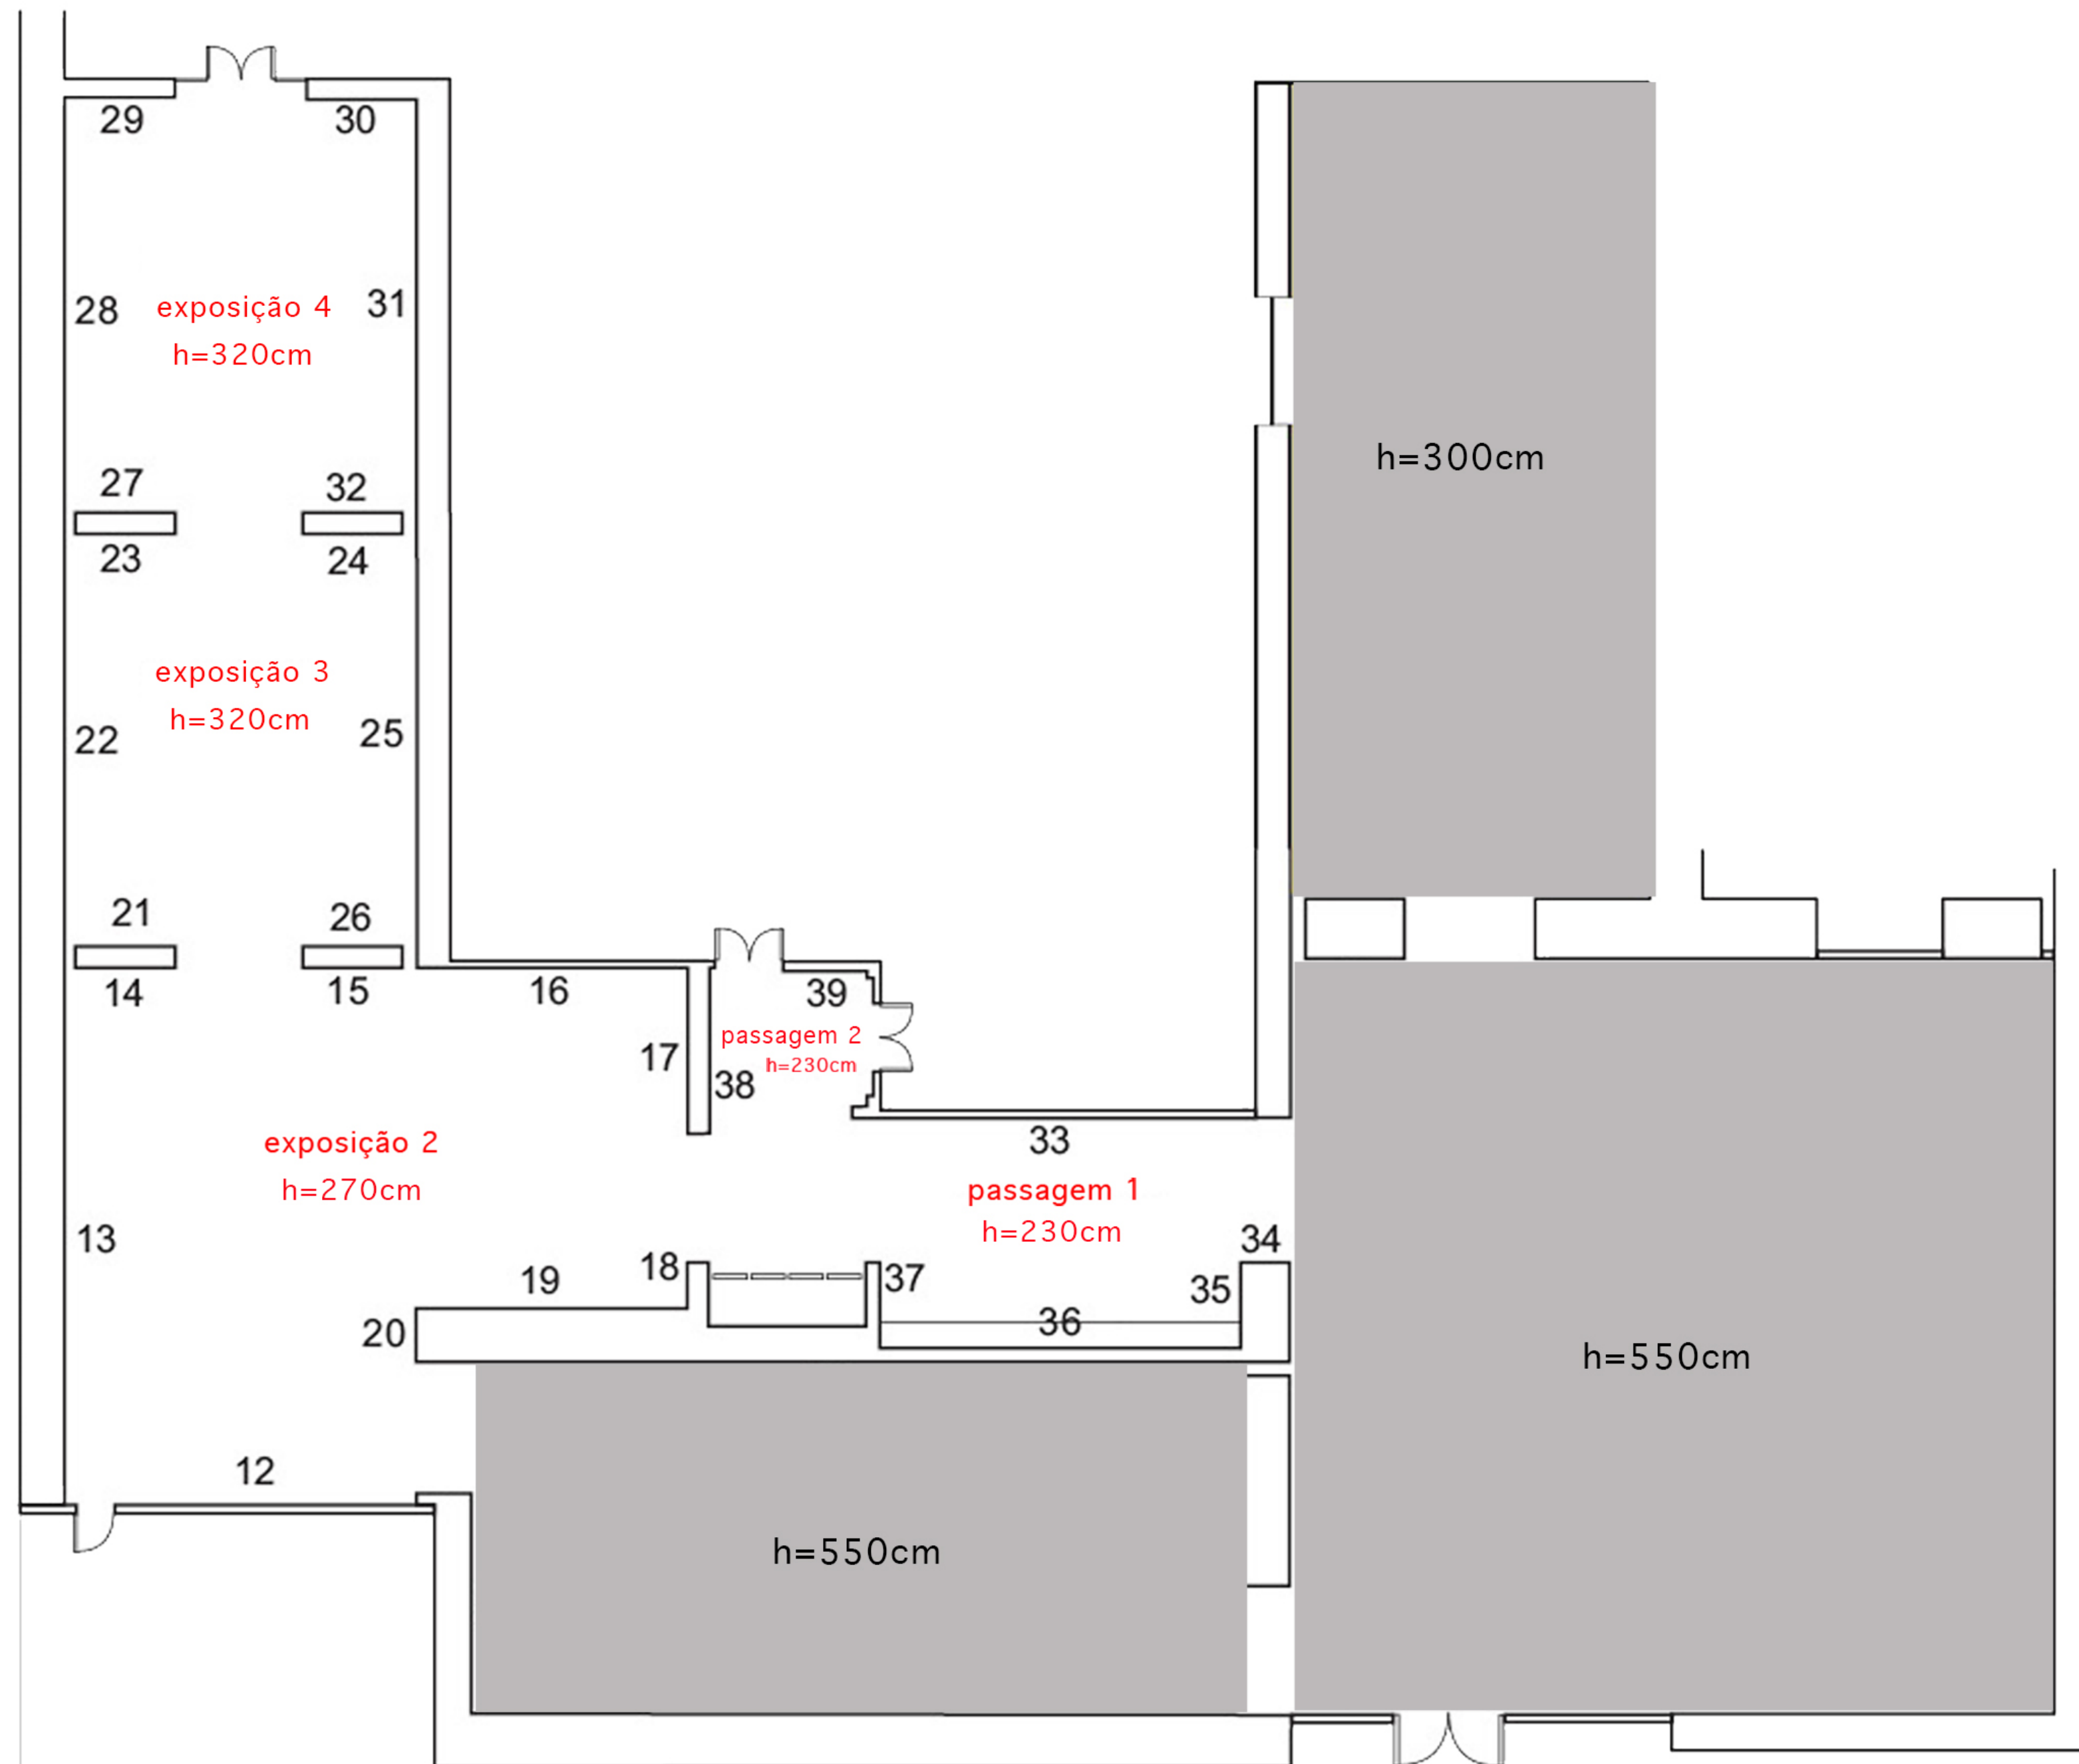 29
30
28
exposição 4
31
h=320cm
h=300cm
27
32
23
24
exposição 3
h=320cm
22
25
21
26
14
15
16
39
passagem 2
h=230cm
17
38
33
exposição 2
h=270cm
passagem 1
h=230cm
13
34
19
18
37
35
36
20
h=550cm
12
h=550cm